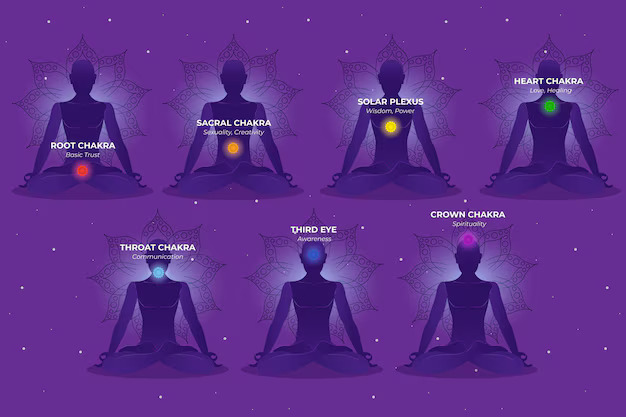 ROOT CHAKRA
Basic Trust
SACRAL CHAKRA
Sexuality, Creativity
SOLAR PLEXUS
Wisdom, Power
HEART CHAKRA
Love, Healing
THROAT CHAKRA
Communication
THIRD EYE
Awareness
CROWN CHAKRA
Spirituality